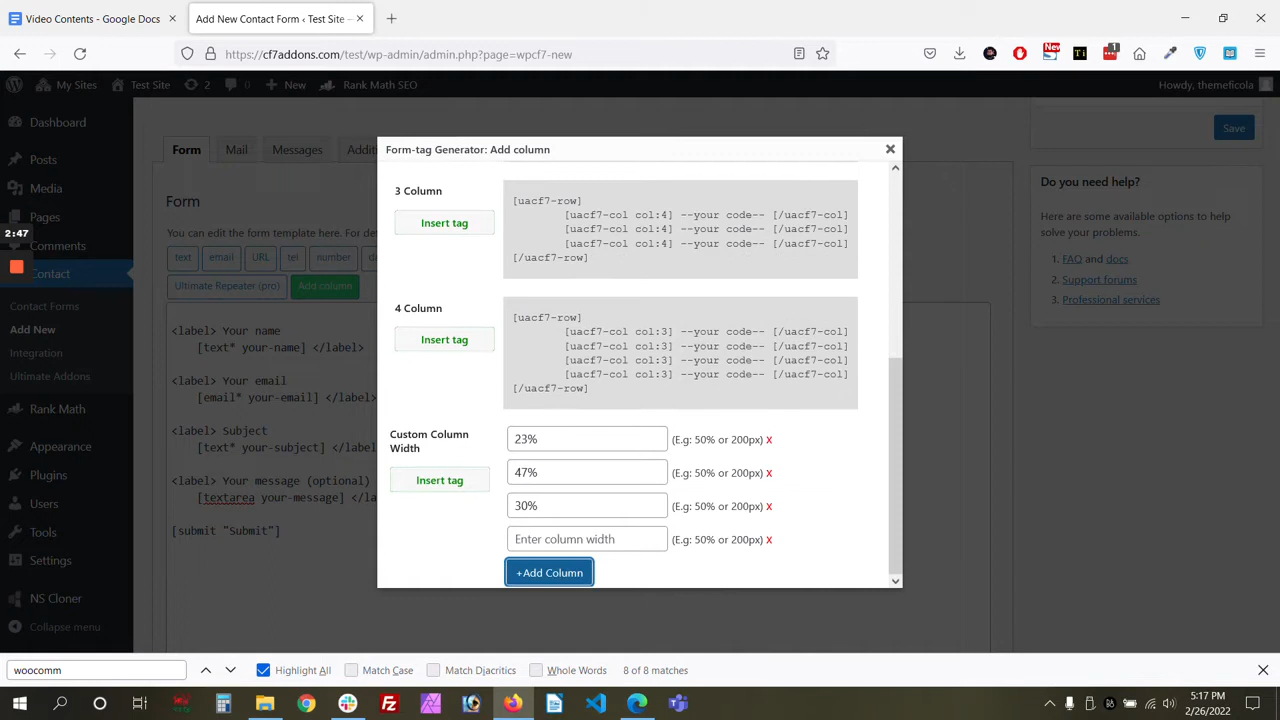 Video Contents - Google Docs
Add New Contact Form ‹ Test Site —
https://cf7addons.com/test/wp-admin/admin.php?page=wpcf7-new
New
Ti
1
My Sites
Test Site
2
0
New
Rank Math SEO
Howdy, themeficola
Dashboard
Posts
Media
Pages
Comments
2:47
Contact
Contact Forms
Add New
Integration
Ultimate Addons
Rank Math
Appearance
Plugins
Users
Tools
Settings
NS Cloner
Collapse menu
Form
Mail
Messages
Additi
Form
You can edit the form template here. For det
text
email
URL
tel
number
da
Ultimate Repeater (pro)
Add column
<label> Your name
[text* your-name] </label>
<label> Your email
[email* your-email] </label>
<label> Subject
[text* your-subject] </label>
<label> Your message (optional)
[textarea your-message] </la
[submit "Submit"]
Form-tag Generator: Add column
3 Column
Insert tag
[uacf7-row]
[uacf7-col col:4] --your code-- [/uacf7-col]
[uacf7-col col:4] --your code-- [/uacf7-col]
[uacf7-col col:4] --your code-- [/uacf7-col]
[/uacf7-row]
4 Column
Insert tag
[uacf7-row]
[uacf7-col col:3] --your code-- [/uacf7-col]
[uacf7-col col:3] --your code-- [/uacf7-col]
[uacf7-col col:3] --your code-- [/uacf7-col]
[uacf7-col col:3] --your code-- [/uacf7-col]
[/uacf7-row]
Custom Column
Width
Insert tag
23%
(E.g: 50% or 200px) X
47%
(E.g: 50% or 200px) X
30%
(E.g: 50% or 200px) X
Enter column width
(E.g: 50% or 200px) X
+Add Column
Save
Do you need help?
Here are some available options to help
solve your problems.
1. FAQ and docs
2. Support forums
3. Professional services
woocomm
Highlight All
Match Case
Match Diacritics
Whole Words
8 of 8 matches
5:17 PM
2/26/2022